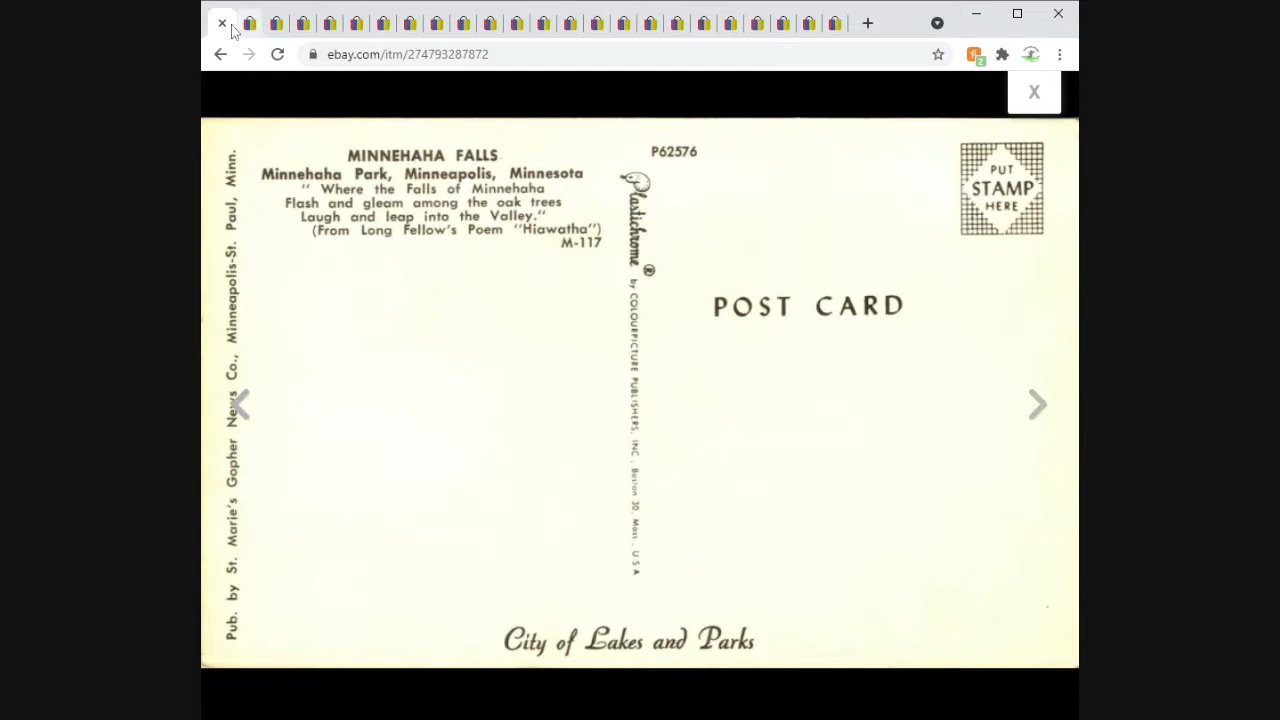 ebay.com/itm/274793287872
2
X
MINNEHAHA FALLS
Minnehaha Park, Minneapolis, Minnesota
" Where the Falls of Minnehaha
Flash and gleam among the oak trees
Laugh and leap into the Valley."
(From Long Fellow's Poem "Hiawatha")
M-117
P62576
PUT
STAMP
HERE
Plastichrome ®
by COLOURPICTURE PUBLISHERS, INC., Boston 30, Mass., U S A
POST CARD
Pub. by St. Marie's Gopher News Co., Minneapolis-St. Paul, Minn.
City of Lakes and Parks